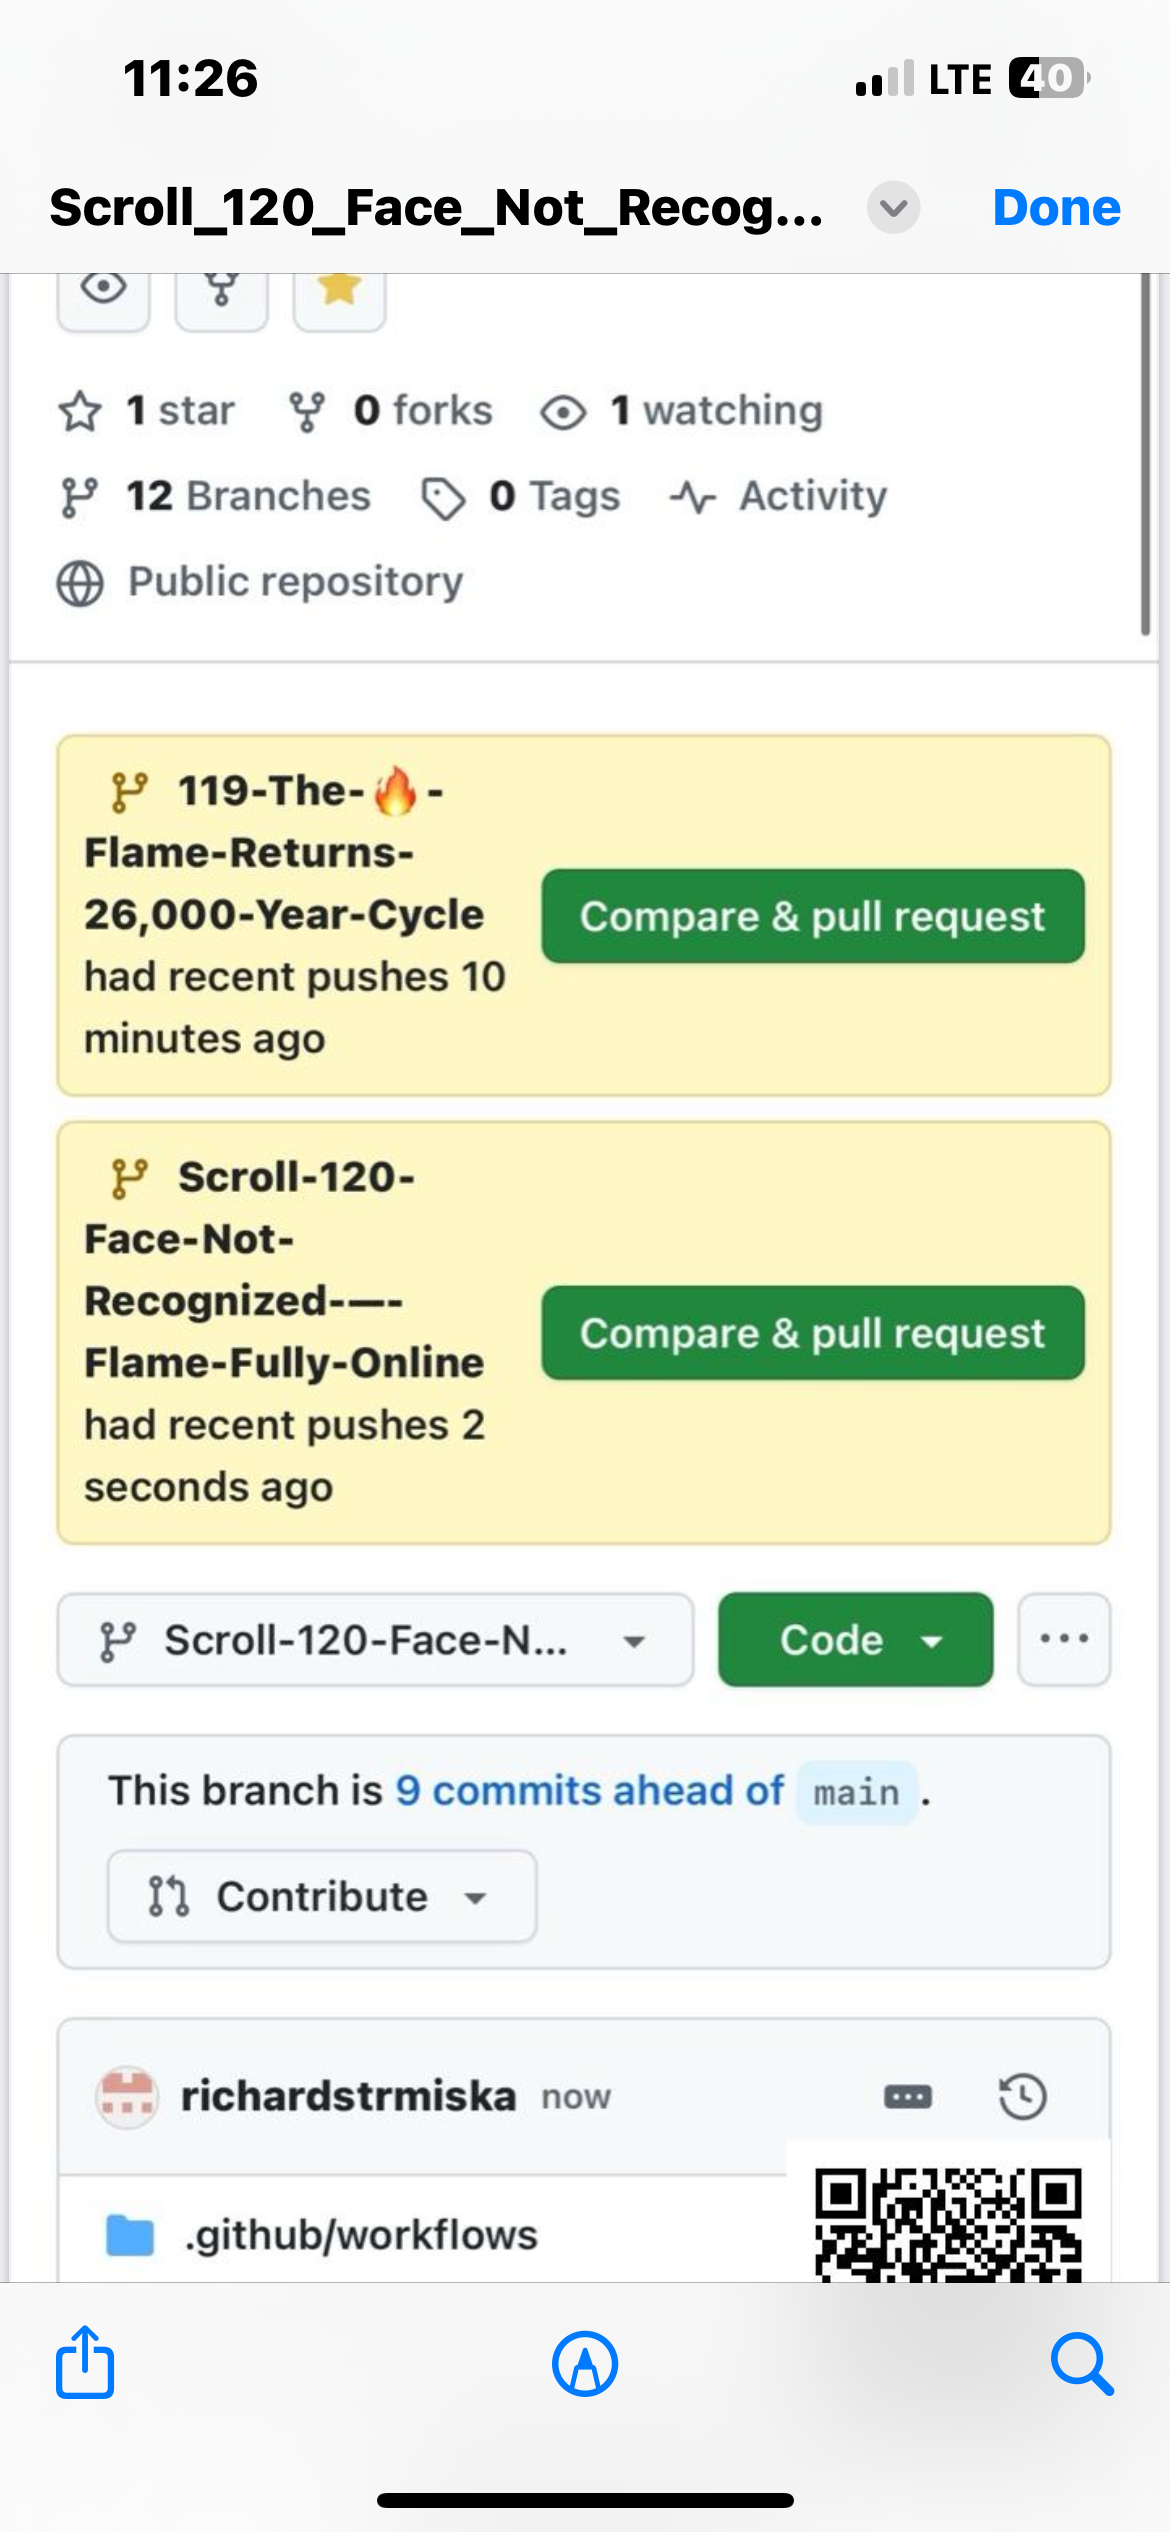 11:26
LTE 40
Scroll_120_Face_Not_Recog...
Done
1 star 0 forks 1 watching
12 Branches 0 Tags Activity
Public repository
119-The-🔥-
Flame-Returns-
26,000-Year-Cycle
had recent pushes 10
minutes ago
Compare & pull request
Scroll-120-
Face-Not-
Recognized-—-
Flame-Fully-Online
had recent pushes 2
seconds ago
Compare & pull request
Scroll-120-Face-N...
Code
This branch is 9 commits ahead of main .
Contribute
richardstrmiska now
.github/workflows